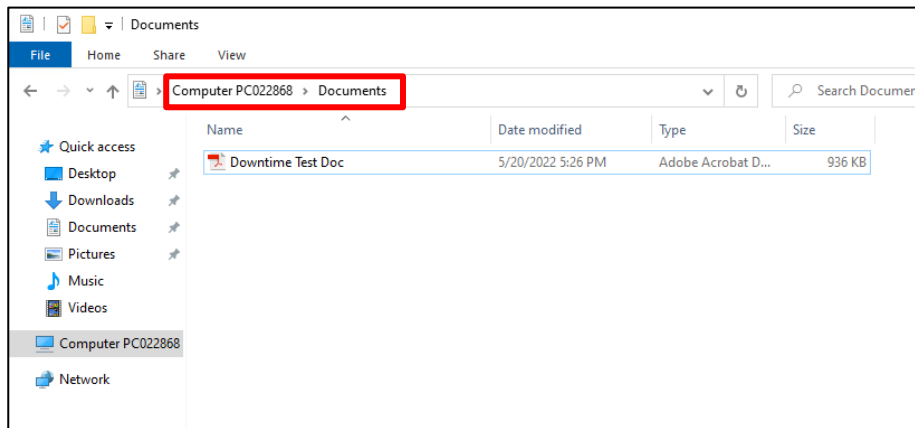 Documents
File Home Share View
Computer PC022868 > Documents
Search Documen
Name Date modified Type Size
Quick access
Downtime Test Doc 5/20/2022 5:26 PM Adobe Acrobat D... 936 KB
Desktop
Downloads
Documents
Pictures
Music
Videos
Computer PC022868
Network